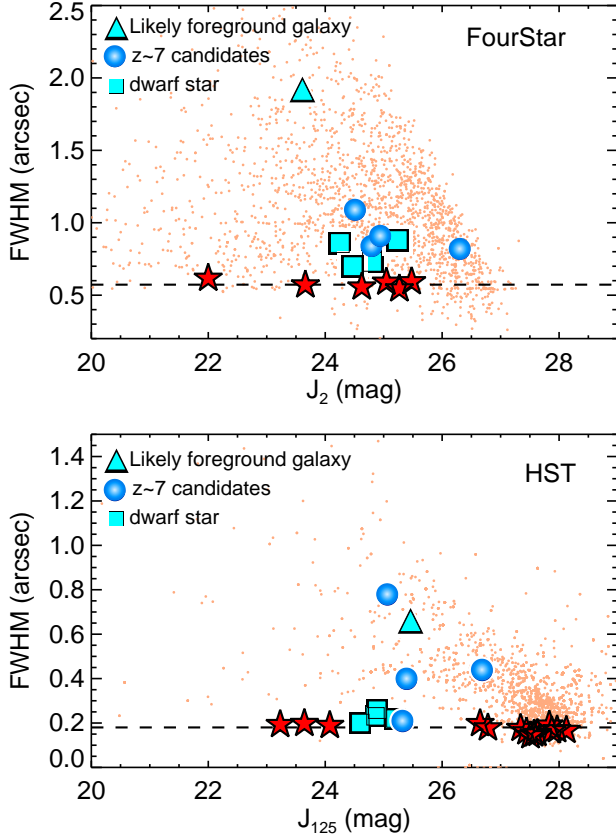 Likely foreground galaxy
z~7 candidates
dwarf star
FourStar
2.5
2.0
1.5
1.0
0.5
FWHM (arcsec)
20 22 24 26 28
J2 (mag)
Likely foreground galaxy
z~7 candidates
dwarf star
HST
1.4
1.2
1.0
0.8
0.6
0.4
0.2
0.0
FWHM (arcsec)
20 22 24 26 28
J125 (mag)